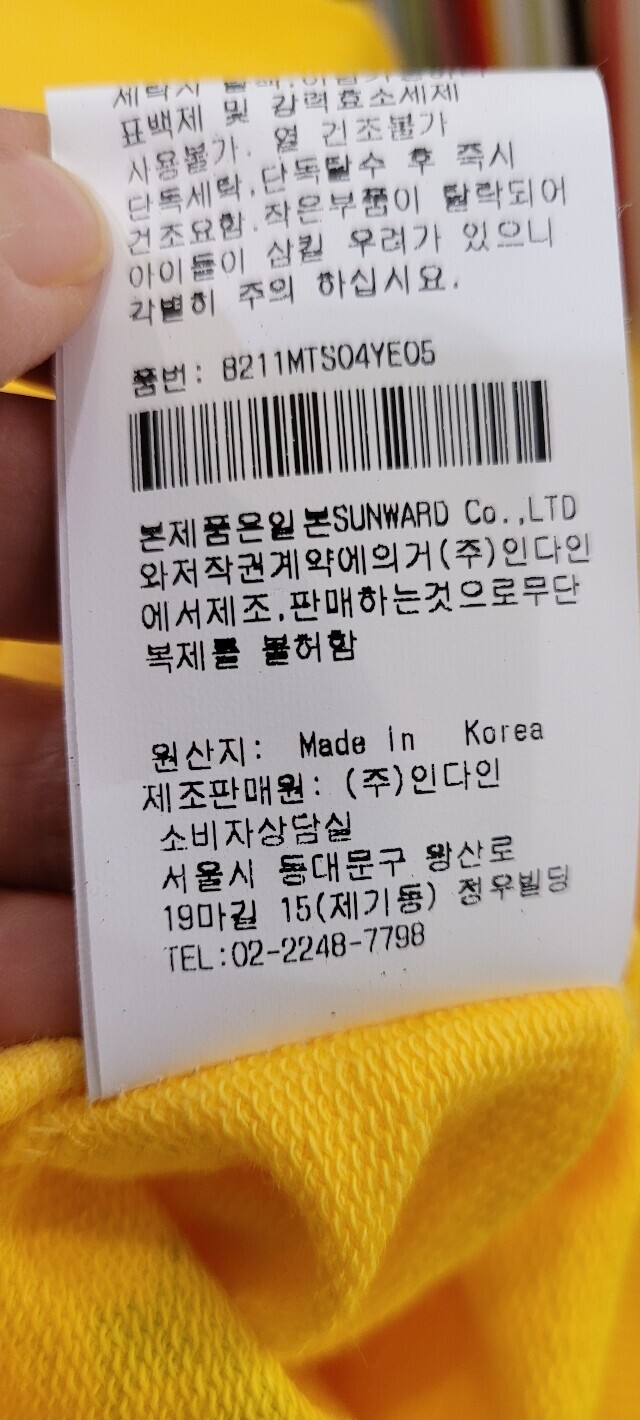 표백제 및 강력효소세제
사용불가. 열 건조불가
단독세탁.단독탈수 후 즉시
건조요함.작은부품이 탈락되어
아이들이 삼킬 우려가 있으니
각별히 주의 하십시요.
품번: 8211MTS04YE05
본제품은일본SUNWARD Co.,LTD
와저작권계약에의거(주)인다인
에서제조.판매하는것으로무단
복제를 불허함
원산지: Made in Korea
제조판매원: (주)인다인
소비자상담실
서울시 동대문구 왕산로
19마길 15(제기동) 정우빌딩
TEL:02-2248-7798